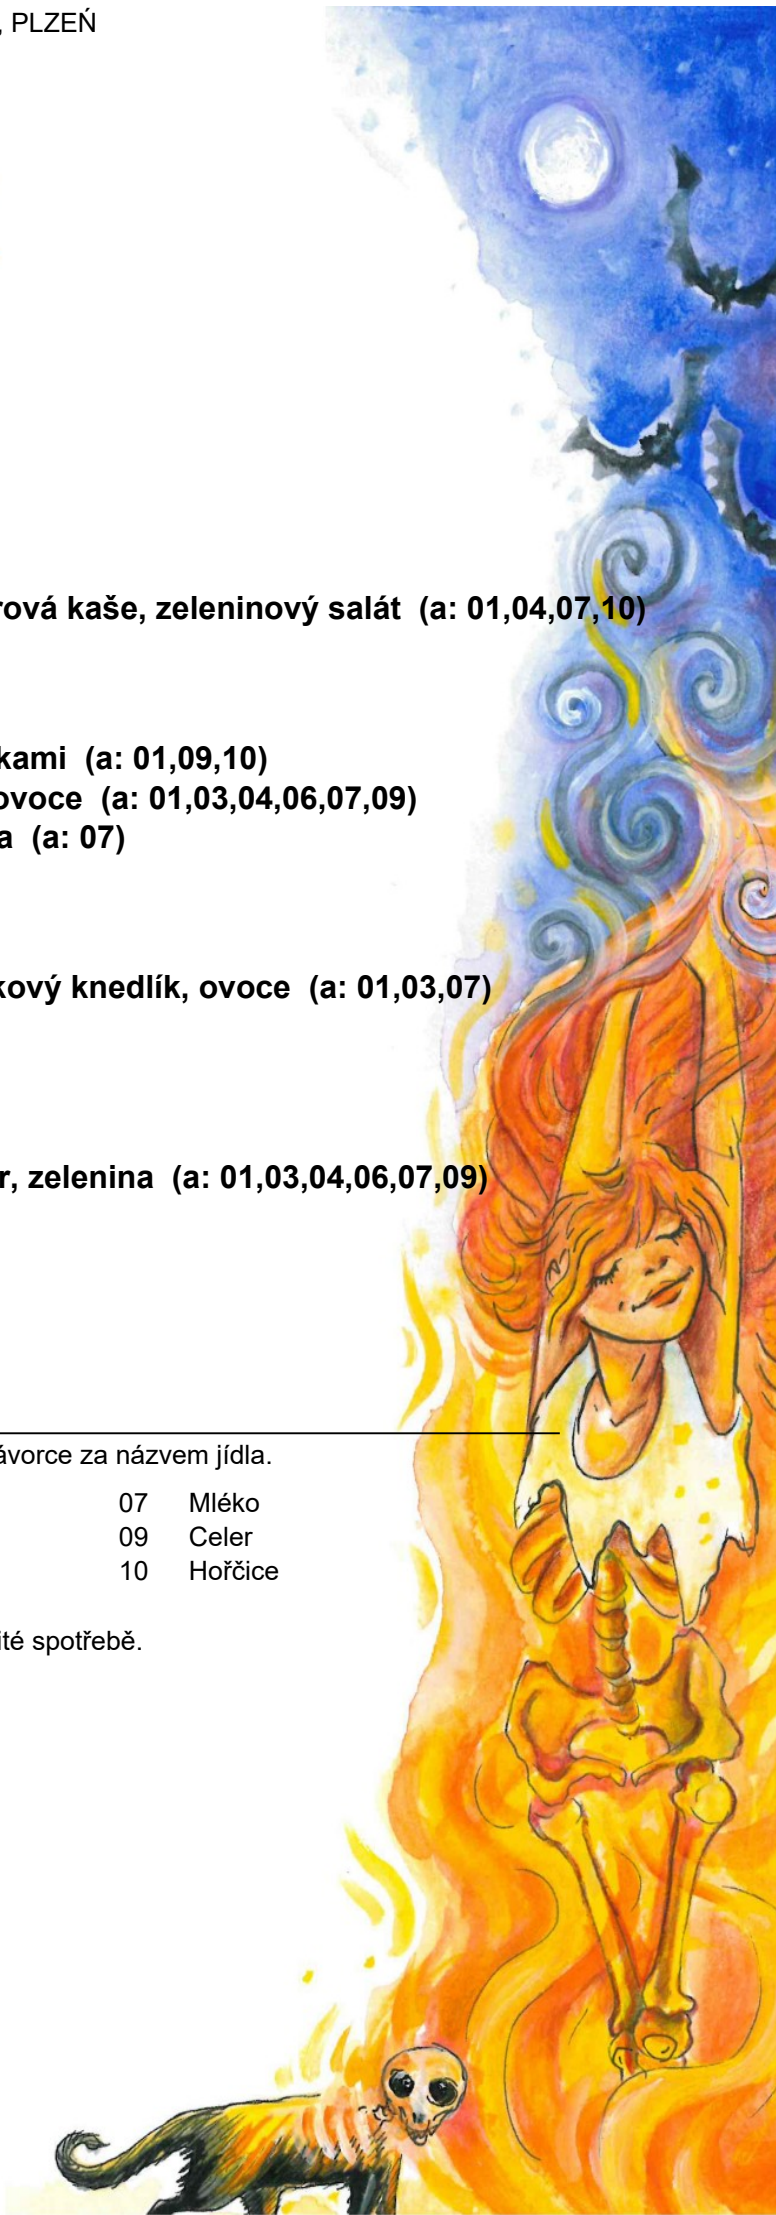 , PLZEŃ
rová kaše, zeleninový salát (a: 01,04,07,10)
kami (a: 01,09,10)
ovoce (a: 01,03,04,06,07,09)
a (a: 07)
kový knedlík, ovoce (a: 01,03,07)
r, zelenina (a: 01,03,04,06,07,09)
ávorce za názvem jídla.
07 Mléko
09 Celer
10 Hořčice
ité spotřebě.